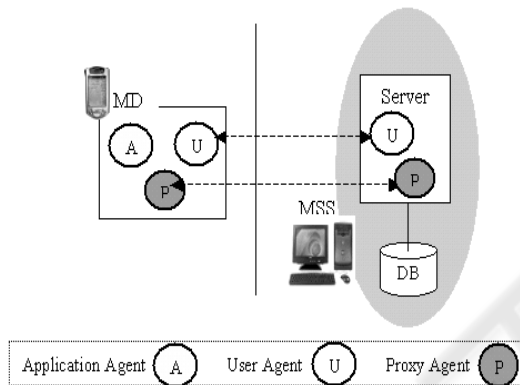 MD
A
U
P
Server
U
P
MSS
DB
Application Agent A User Agent U Proxy Agent P